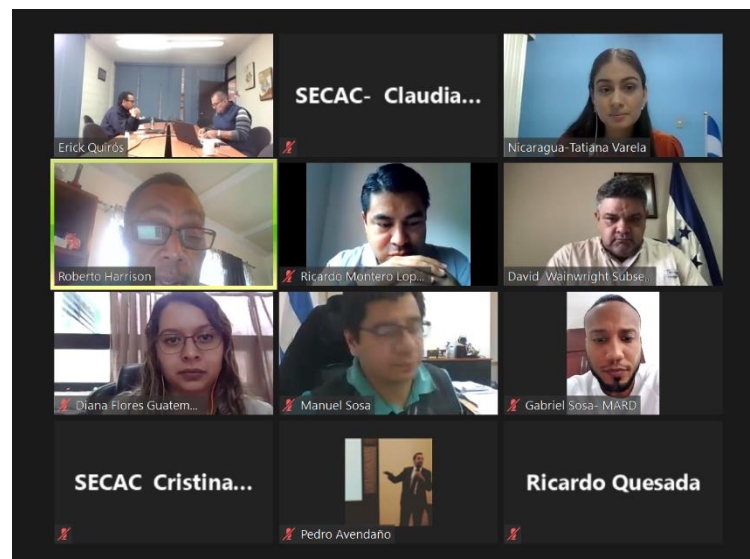 Erick Quirós
SECAC- Claudia...
Nicaragua-Tatiana Varela
Roberto Harrison
Ricardo Montero Lop...
David Wainwright Subse...
Diana Flores Guatem...
Manuel Sosa
Gabriel Sosa- MARD
SECAC Cristina...
Pedro Avendaño
Ricardo Quesada